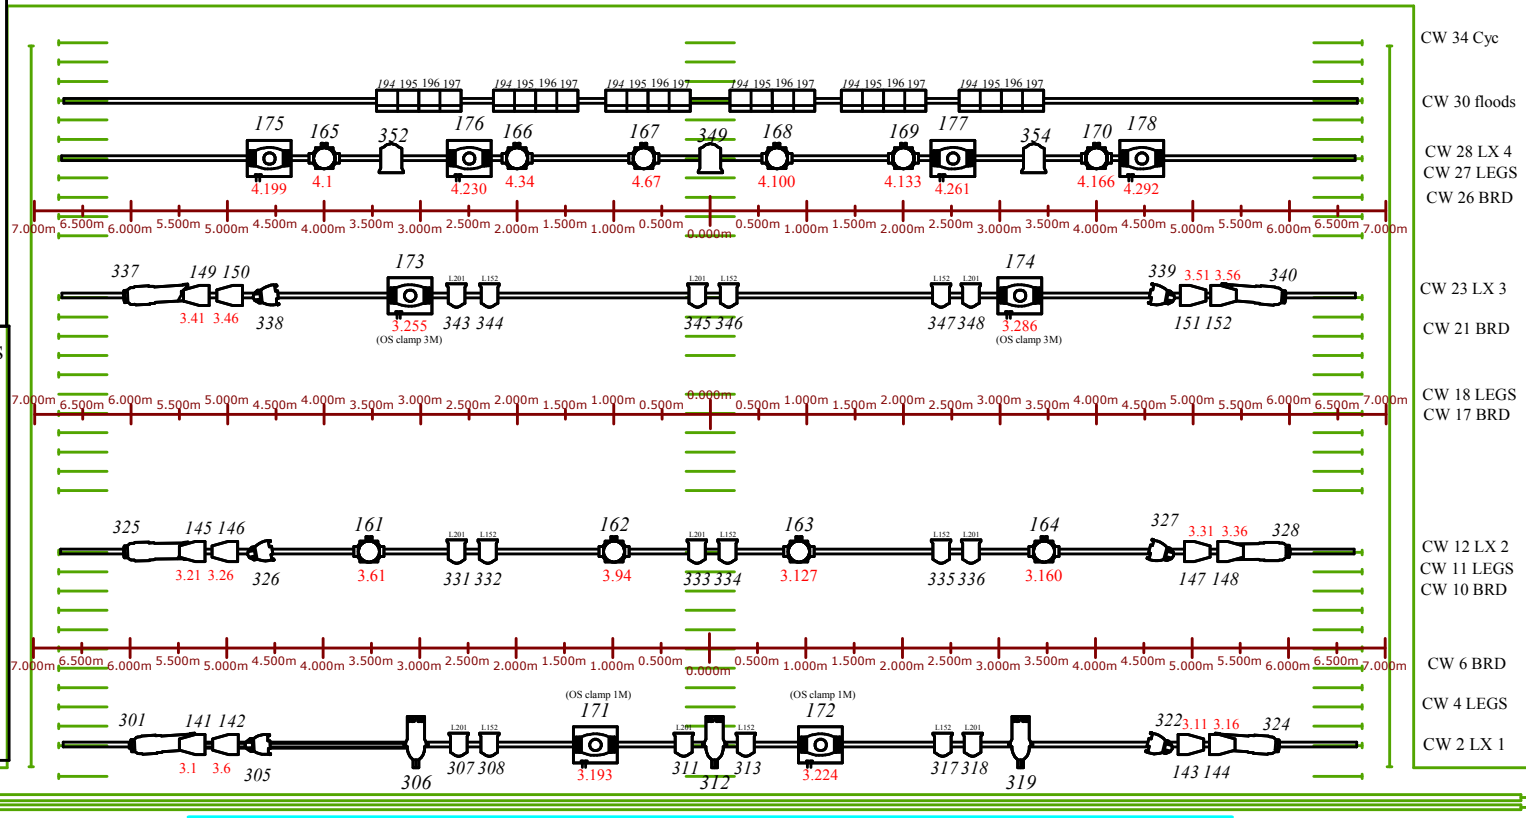 CW 34 Cyc
194 195 196 197 194 195 196 197 194 195 196 197 194 195 196 197 194 195 196 197 194 195 196 197
CW 30 floods
175 165 352 176 166 167 349 168 169 177 354 170 178
CW 28 LX 4
4.199 4.1 4.230 4.34 4.67 4.100 4.133 4.261 4.166 4.292
CW 27 LEGS
CW 26 BRD
7.000m 6.500m 6.000m 5.500m 5.000m 4.500m 4.000m 3.500m 3.000m 2.500m 2.000m 1.500m 1.000m 0.500m 0.000m 0.500m 1.000m 1.500m 2.000m 2.500m 3.000m 3.500m 4.000m 4.500m 5.000m 5.500m 6.000m 6.500m 7.000m
337 149 150 173 L201 L152 L201 L152 L152 L201 174 339 3.51 3.56 340
CW 23 LX 3
3.41 3.46 338 3.255 343 344 345 346 347 348 3.286 151 152
(OS clamp 3M) (OS clamp 3M)
CW 21 BRD
S
CW 18 LEGS
7.000m 6.500m 6.000m 5.500m 5.000m 4.500m 4.000m 3.500m 3.000m 2.500m 2.000m 1.500m 1.000m 0.500m 0.000m 0.500m 1.000m 1.500m 2.000m 2.500m 3.000m 3.500m 4.000m 4.500m 5.000m 5.500m 6.000m 6.500m 7.000m
CW 17 BRD
325 145 146 161 L201 L152 162 L201 L152 163 L152 L201 164 327 3.31 3.36 328
CW 12 LX 2
3.21 3.26 326 3.61 331 332 3.94 333 334 3.127 335 336 3.160 147 148
CW 11 LEGS
CW 10 BRD
7.000m 6.500m 6.000m 5.500m 5.000m 4.500m 4.000m 3.500m 3.000m 2.500m 2.000m 1.500m 1.000m 0.500m 0.000m 0.500m 1.000m 1.500m 2.000m 2.500m 3.000m 3.500m 4.000m 4.500m 5.000m 5.500m 6.000m 6.500m 7.000m
CW 6 BRD
(OS clamp 1M) (OS clamp 1M)
CW 4 LEGS
301 141 142 L201 L152 171 L201 L152 172 L152 L201 322 3.11 3.16 324
CW 2 LX 1
3.1 3.6 305 306 307 308 3.193 311 312 313 3.224 317 318 319 143 144